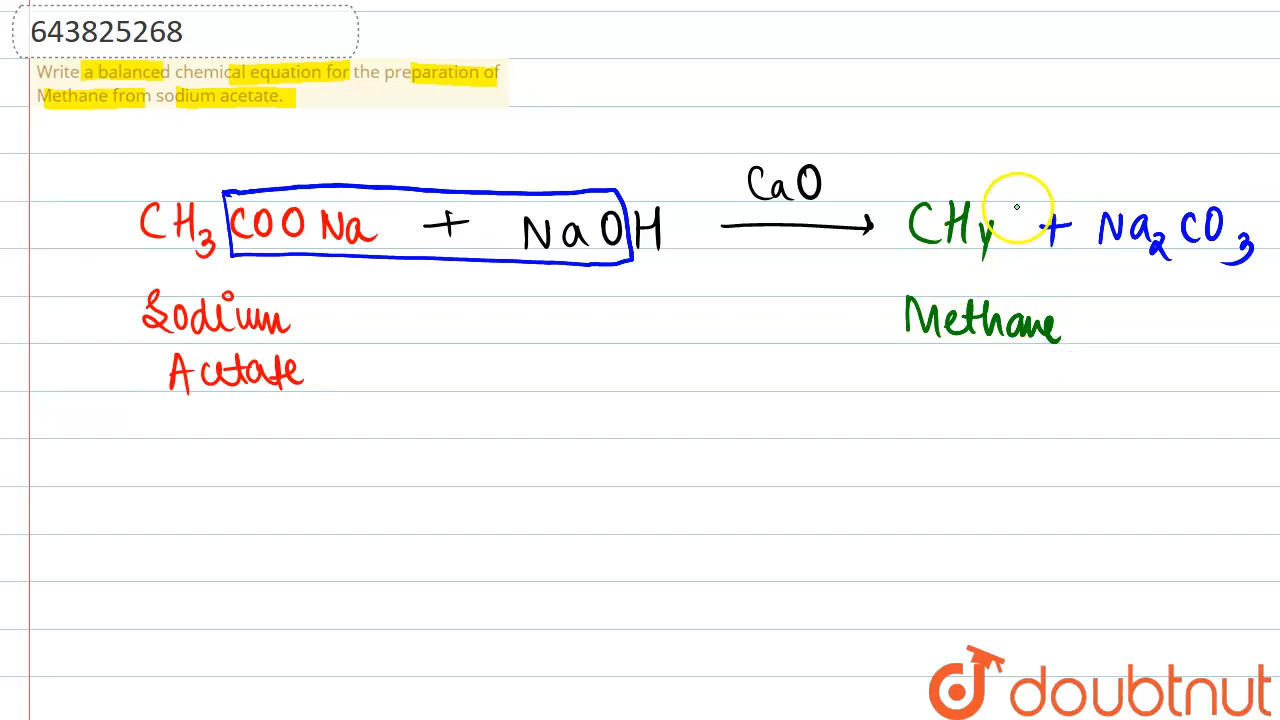 643825268
Write a balanced chemical equation for the preparation of
Methane from sodium acetate.
CaO
CH3COONa + NaOH → CH4 + Na2CO3
Sodium Methane
Acetate
doubtnut